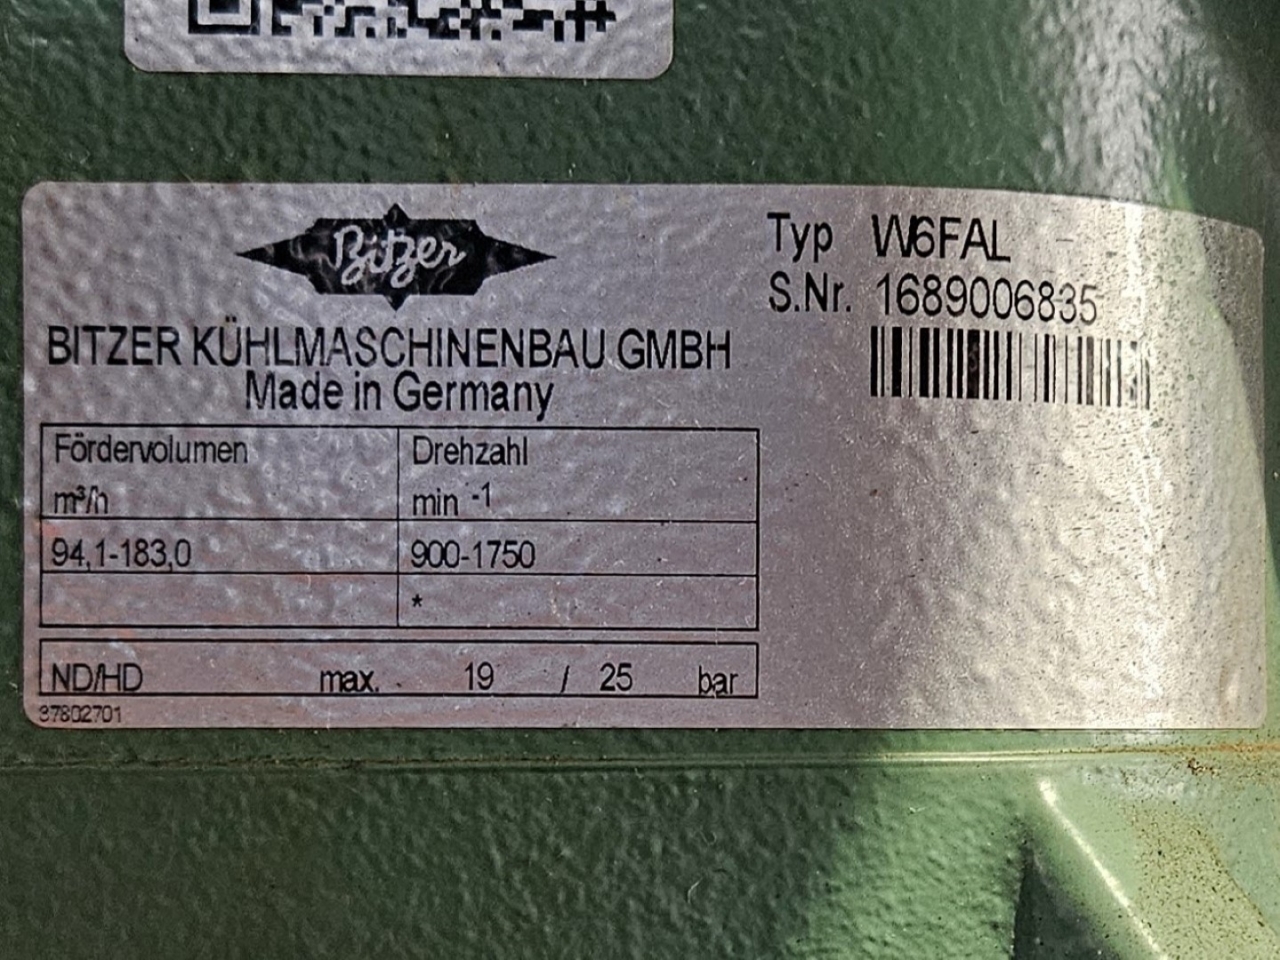 Bitzer
BITZER KÜHLMASCHINENBAU GMBH
Made in Germany
Typ W6FAL -
S.Nr. 1689006835
Fördervolumen Drehzahl
m³/h min -1
94,1-183,0 900-1750
*
ND/HD max. 19 / 25 bar
37802701